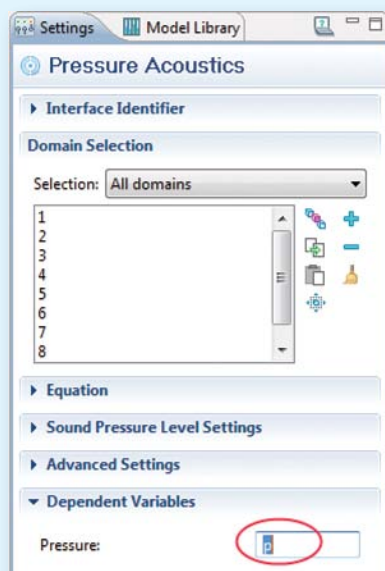 Settings Model Library
Pressure Acoustics
Interface Identifier
Domain Selection
Selection: All domains
1
2
3
4
5
6
7
8
Equation
Sound Pressure Level Settings
Advanced Settings
Dependent Variables
Pressure: p